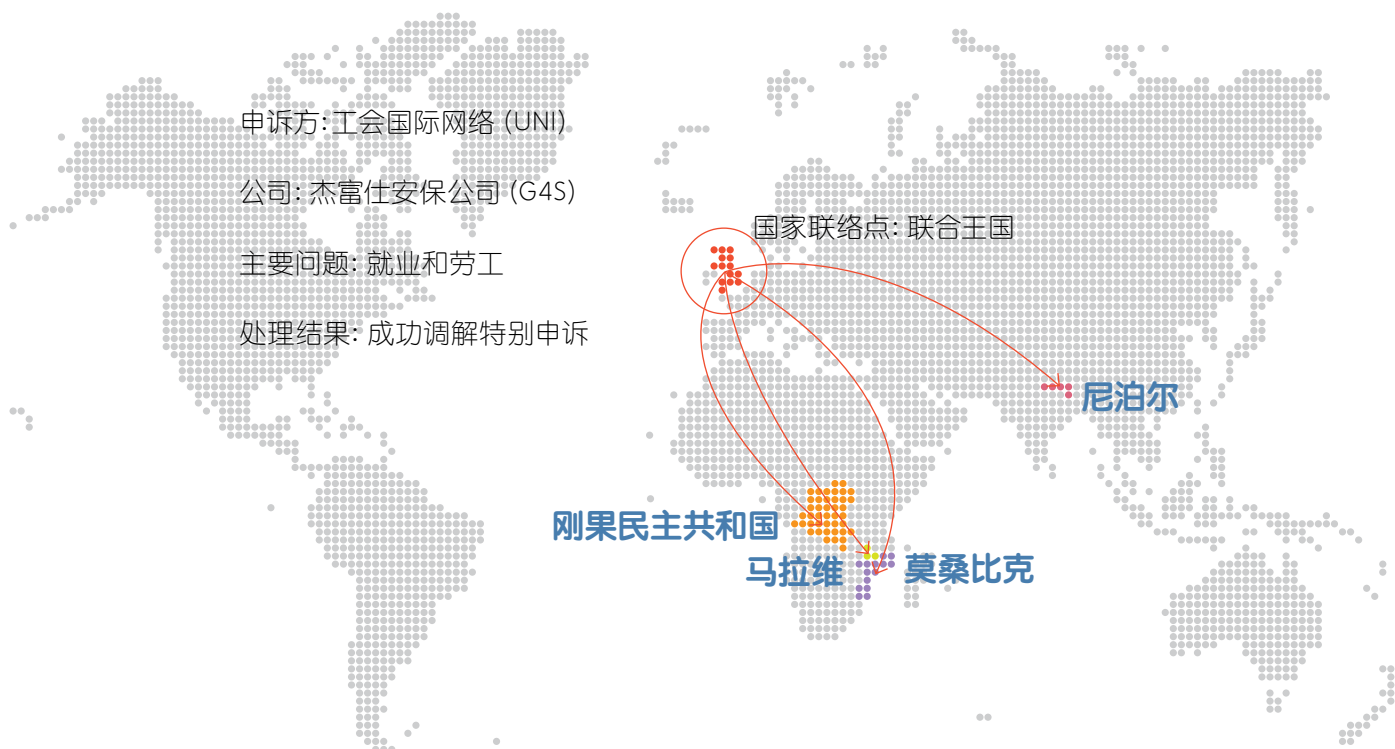 申诉方: 工会国际网络 (UNI)
公司: 杰富仕安保公司 (G4S)
国家联络点: 联合王国
主要问题: 就业和劳工
处理结果: 成功调解特别申诉
尼泊尔
刚果民主共和国
马拉维
莫桑比克